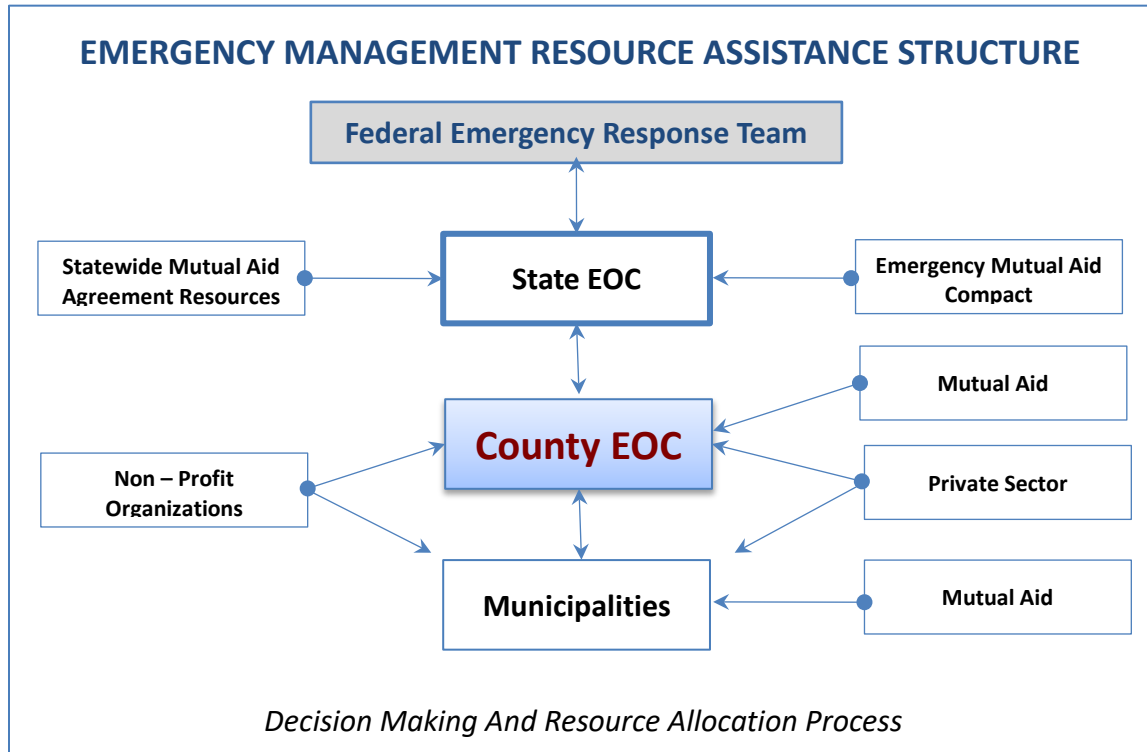 EMERGENCY MANAGEMENT RESOURCE ASSISTANCE STRUCTURE
Federal Emergency Response Team
Statewide Mutual Aid
Agreement Resources
State EOC
Emergency Mutual Aid
Compact
Mutual Aid
County EOC
Non – Profit
Organizations
Private Sector
Municipalities
Mutual Aid
Decision Making And Resource Allocation Process